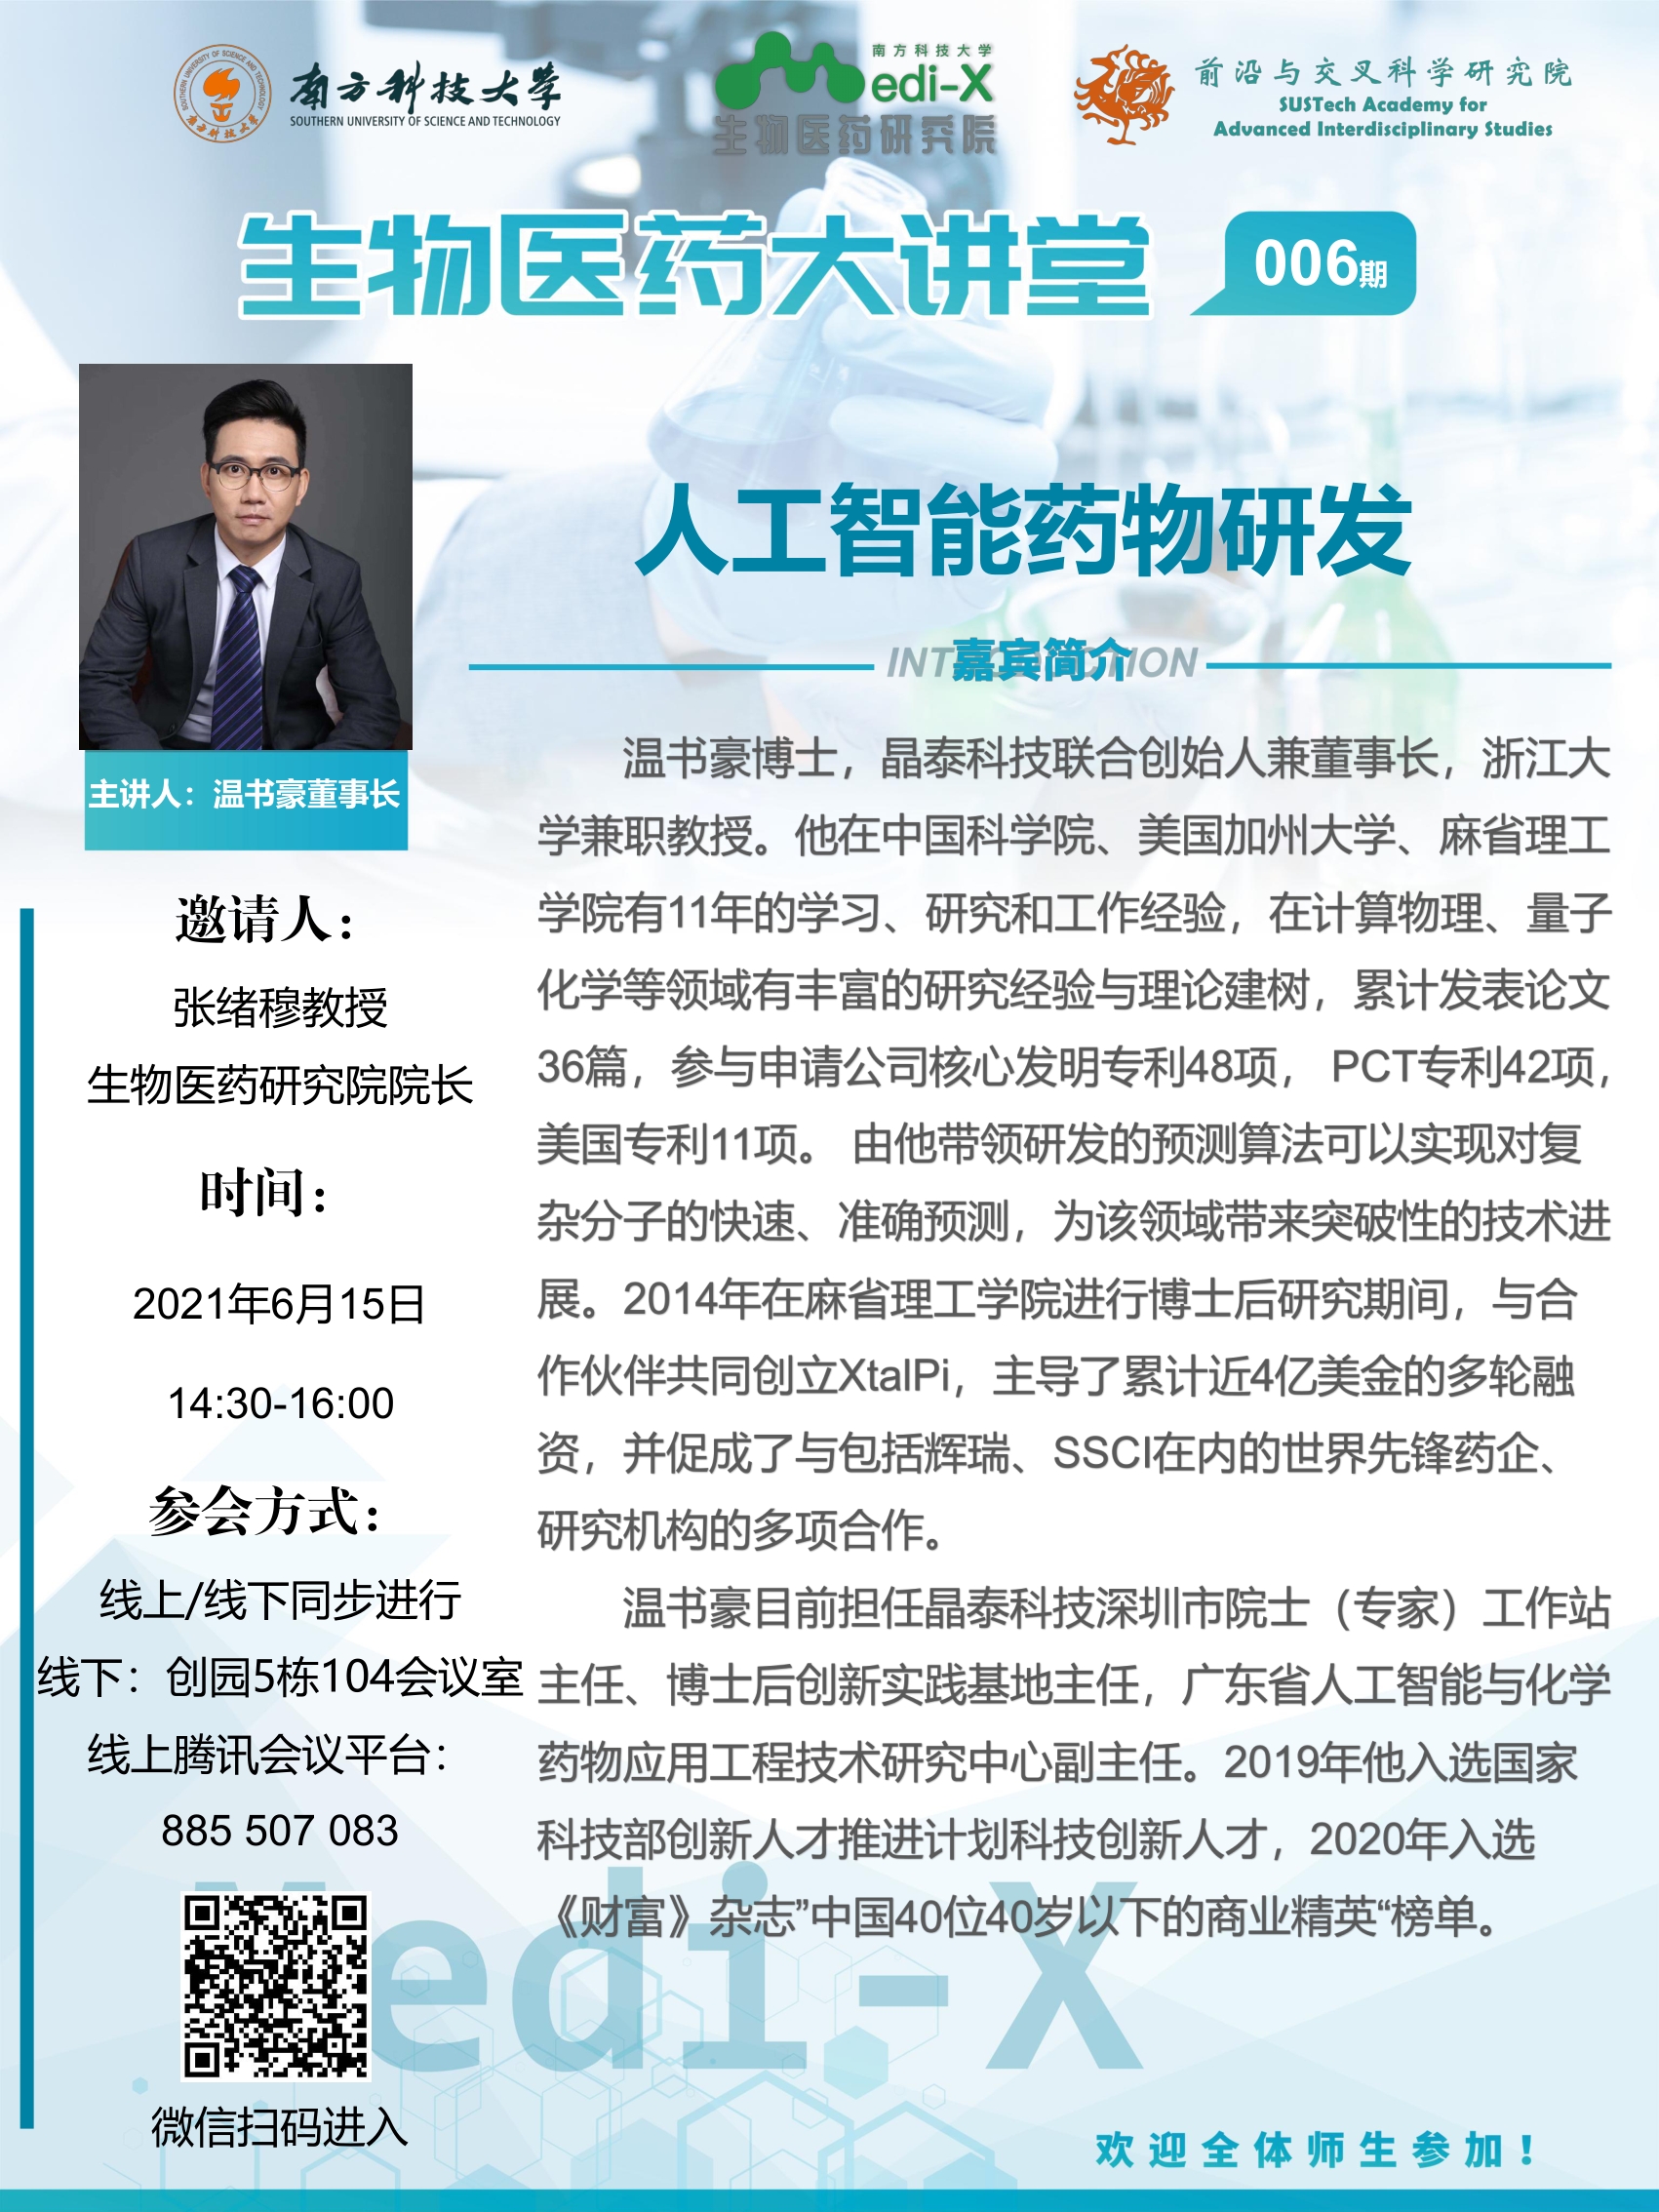 南方科技大学
SOUTHERN UNIVERSITY OF SCIENCE AND TECHNOLOGY
SOUTHERN UNIVERSITY OF SCIENCE AND TECHNOLOGY
南方科技大学
南方科技大学
edi-X
生物医药研究院
前沿与交叉科学研究院
SUSTech Academy for
Advanced Interdisciplinary Studies
生物医药大讲堂
006期
人工智能药物研发
嘉宾简介
主讲人：温书豪董事长
邀请人：
张绪穆教授
生物医药研究院院长
时间：
2021年6月15日
14:30-16:00
参会方式：
线上/线下同步进行
线下：创园5栋104会议室
线上腾讯会议平台：
885 507 083
微信扫码进入
温书豪博士，晶泰科技联合创始人兼董事长，浙江大
学兼职教授。他在中国科学院、美国加州大学、麻省理工
学院有11年的学习、研究和工作经验，在计算物理、量子
化学等领域有丰富的研究经验与理论建树，累计发表论文
36篇，参与申请公司核心发明专利48项， PCT专利42项，
美国专利11项。 由他带领研发的预测算法可以实现对复
杂分子的快速、准确预测，为该领域带来突破性的技术进
展。2014年在麻省理工学院进行博士后研究期间，与合
作伙伴共同创立XtalPi，主导了累计近4亿美金的多轮融
资，并促成了与包括辉瑞、SSCI在内的世界先锋药企、
研究机构的多项合作。
温书豪目前担任晶泰科技深圳市院士（专家）工作站
主任、博士后创新实践基地主任，广东省人工智能与化学
药物应用工程技术研究中心副主任。2019年他入选国家
科技部创新人才推进计划科技创新人才，2020年入选
《财富》杂志”中国40位40岁以下的商业精英“榜单。
Medi-X
欢迎全体师生参加！